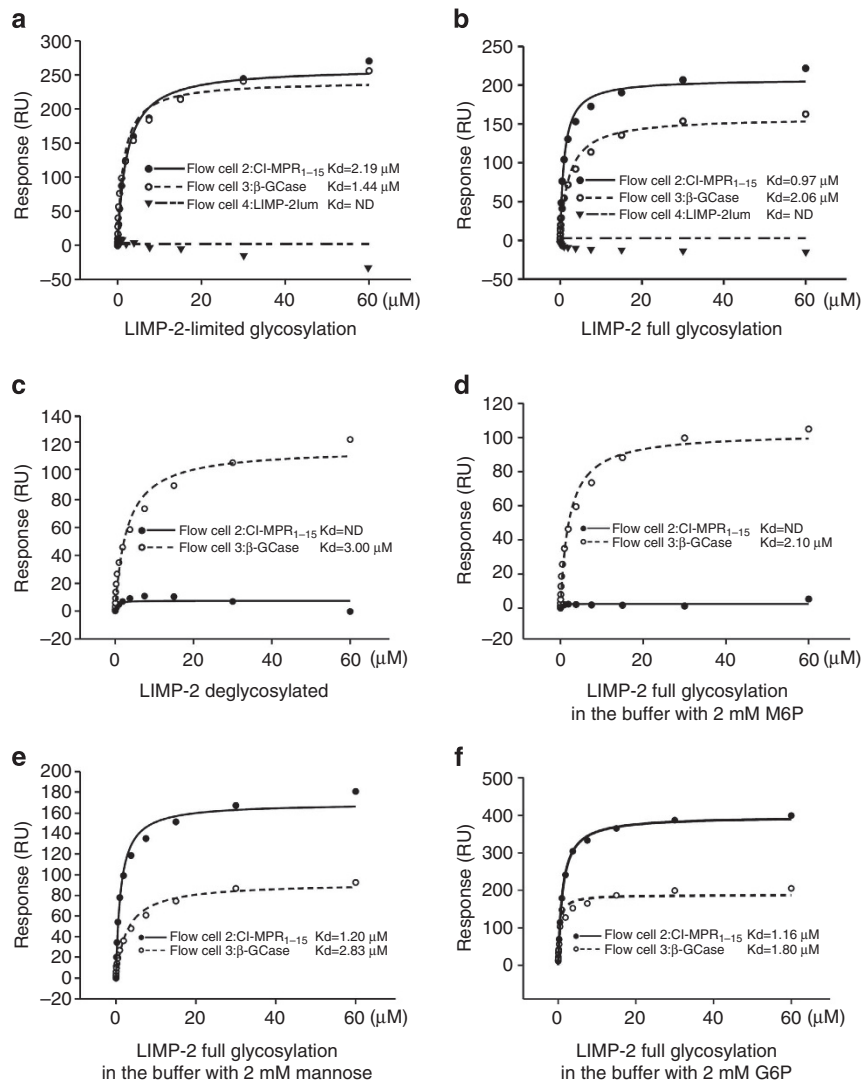 a
Response (RU)
300
250
200
150
100
50
0
−50
Flow cell 2:CI-MPR1–15 Kd=2.19 μM
Flow cell 3:β-GCase Kd=1.44 μM
Flow cell 4:LIMP-2lum Kd= ND
0 20 40 60 (μM)
LIMP-2-limited glycosylation
b
Response (RU)
250
200
150
100
50
0
−50
Flow cell 2:CI-MPR1–15 Kd=0.97 μM
Flow cell 3:β-GCase Kd=2.06 μM
Flow cell 4:LIMP-2lum Kd= ND
0 20 40 60 (μM)
LIMP-2 full glycosylation
c
Response (RU)
140
120
100
80
60
40
20
0
−20
Flow cell 2:CI-MPR1–15 Kd=ND
Flow cell 3:β-GCase Kd=3.00 μM
0 20 40 60 (μM)
LIMP-2 deglycosylated
d
Response (RU)
120
100
80
60
40
20
0
−20
Flow cell 2:CI-MPR1–15 Kd=ND
Flow cell 3:β-GCase Kd=2.10 μM
0 20 40 60 (μM)
LIMP-2 full glycosylation
in the buffer with 2 mM M6P
e
Response (RU)
200
180
160
140
120
100
80
60
40
20
0
−20
Flow cell 2:CI-MPR1–15 Kd=1.20 μM
Flow cell 3:β-GCase Kd=2.83 μM
0 20 40 60 (μM)
LIMP-2 full glycosylation
in the buffer with 2 mM mannose
f
Response (RU)
500
400
300
200
100
0
Flow cell 2:CI-MPR1–15 Kd=1.16 μM
Flow cell 3:β-GCase Kd=1.80 μM
0 20 40 60 (μM)
LIMP-2 full glycosylation
in the buffer with 2 mM G6P